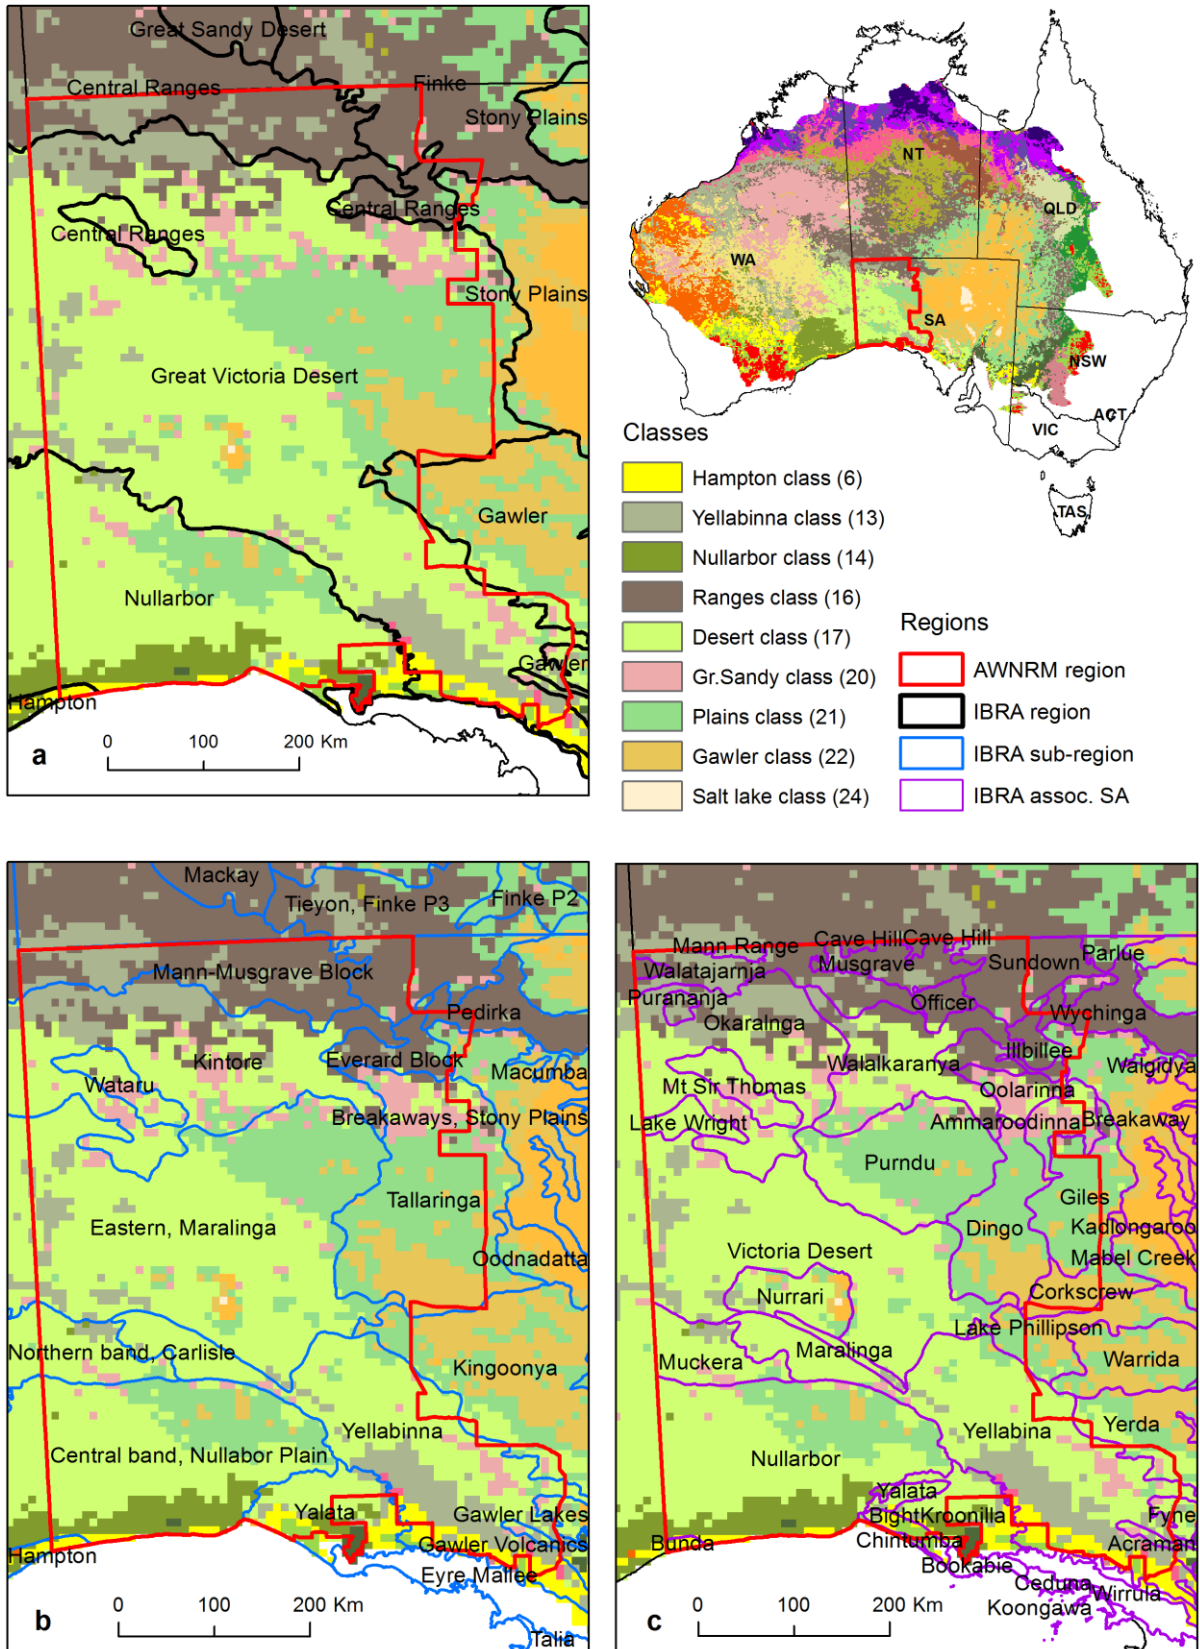 Great Sandy Desert
Central Ranges
Finke
Stony Plains
Central Ranges
Central Ranges
Stony Plains
Great Victoria Desert
Gawler
Nullarbor
Gawler
Hampton
0 100 200 Km
a
NT
QLD
WA
SA
NSW
ACT
VIC
TAS
Classes
Hampton class (6)
Yellabinna class (13)
Nullarbor class (14)
Ranges class (16)
Desert class (17)
Gr.Sandy class (20)
Plains class (21)
Gawler class (22)
Salt lake class (24)
Regions
AWNRM region
IBRA region
IBRA sub-region
IBRA assoc. SA
Mackay
Tieyon, Finke P3
Finke P2
Mann-Musgrave Block
Pedirka
Everard Block
Kintore
Macumba
Wataru
Breakaways, Stony Plains
Tallaringa
Eastern, Maralinga
Oodnadatta
Northern band, Carlisle
Kingoonya
Yellabinna
Central band, Nullabor Plain
Yalata
Gawler Lakes
Gawler Volcanics
Hampton
Eyre Mallee
Talia
0 100 200 Km
b
Mann Range
Cave Hill
Cave Hill
Parlue
Walatajarnja
Musgrave
Sundown
Purananja
Officer
Wychinga
Okaralnga
Illbillee
Walalkaranya
Walgidya
Mt Sir Thomas
Oolarinna
Lake Wright
Ammaroodinna
Breakaway
Purndu
Giles
Dingo
Kadlongaroo
Victoria Desert
Mabel Creek
Nurrari
Corkscrew
Lake Phillipson
Maralinga
Muckera
Warrida
Yellabina
Yerda
Nullarbor
Yalata
Bight
Kroonilla
Fyne
Bunda
Chintumba
Acraman
Bookabie
Ceduna
Wirrula
Koongawa
0 100 200 Km
c